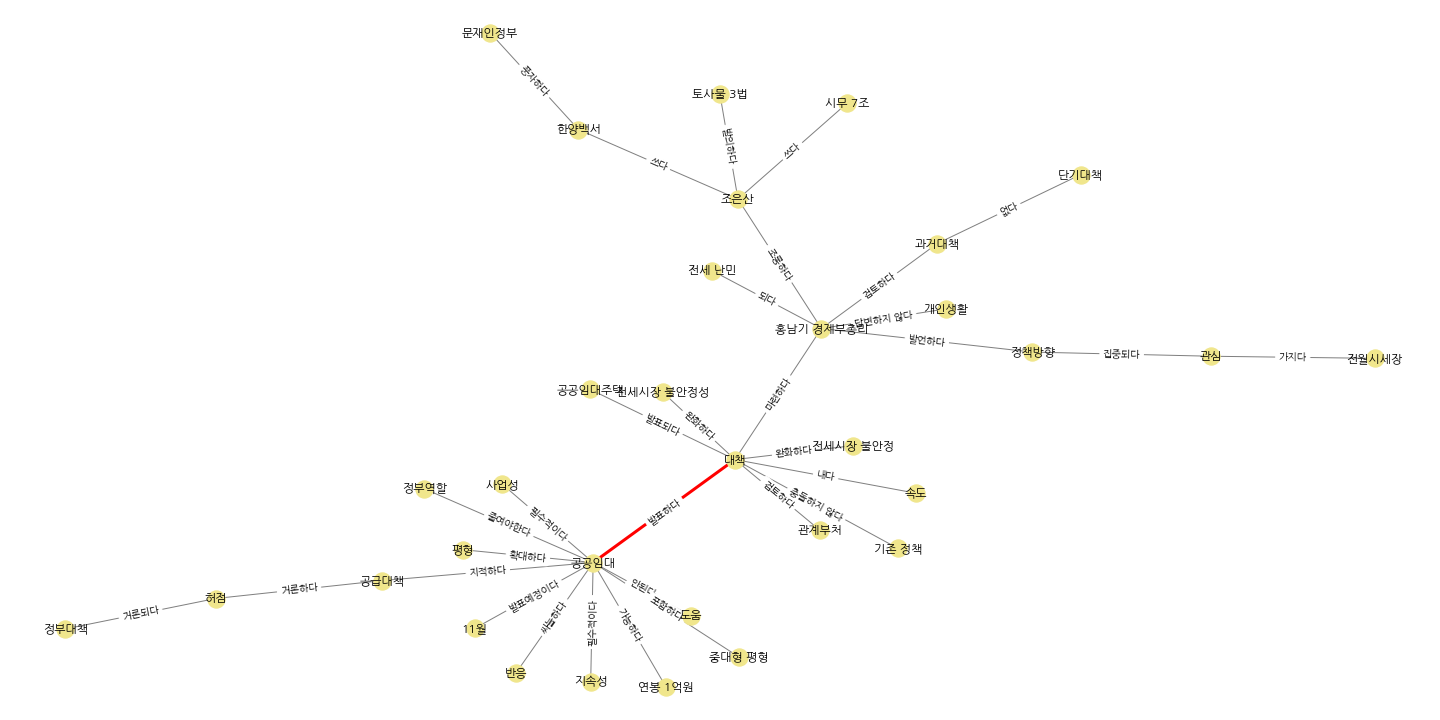 문재인정부
풍자하다
토사물 3법
시무 7조
한양백서
쓰다
발의하다
쓰다
조은산
단기대책
없다
조롱하다
과거대책
전세 난민
되다
검토하다
개인생활
답변하지 않다
홍남기 경제부총리
발언하다
정책방향
집중되다
관심
가지다
전월시세장
마련하다
공공임대주택
전세시장 불안정성
발표되다
완화하다
전세시장 불안정
완화하다
대책
내다
속도
검토하다
충돌하지 않다
관계부처
기존 정책
발표하다
정부역할
사업성
줄여야한다
필수적이다
평형
확대하다
공공임대
지적하다
공급대책
거론하다
허점
거론되다
정부대책
발표예정이다
11월
싸늘하다
반응
필수적이다
지속성
가능하다
연봉 1억원
안된다
포함하다
도움
중대형 평형